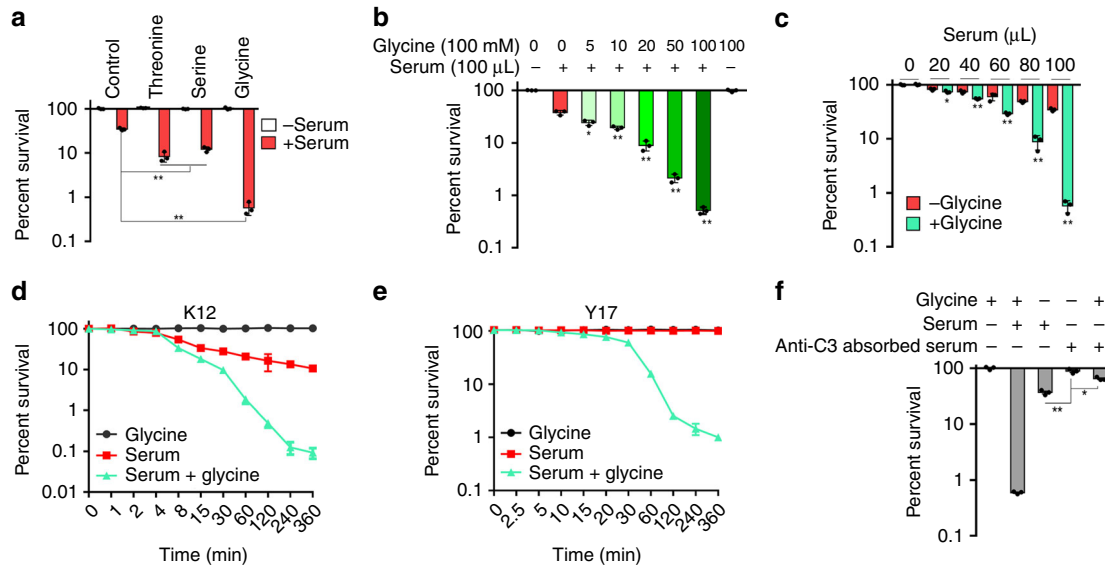 a
Control
Threonine
Serine
Glycine
100
10
1
0.1
Percent survival
–Serum
+Serum
**
**
b
Glycine (100 mM) 0 0 5 10 20 50 100 100
Serum (100 μL) – + + + + + + –
100
10
1
0.1
Percent survival
*
**
**
**
**
c
Serum (μL)
0 20 40 60 80 100
100
10
1
0.1
Percent survival
*
**
**
**
**
–Glycine
+Glycine
d
K12
100
10
1
0.1
0.01
Percent survival
Glycine
Serum
Serum + glycine
0 1 2 4 8 15 30 60 120 240 360
Time (min)
e
Y17
100
10
1
0.1
Percent survival
Glycine
Serum
Serum + glycine
0 2.5 5 10 15 20 30 60 120 240 360
Time (min)
f
Glycine + + – – +
Serum – + + – –
Anti-C3 absorbed serum – – – + +
100
10
1
0.1
Percent survival
**
*